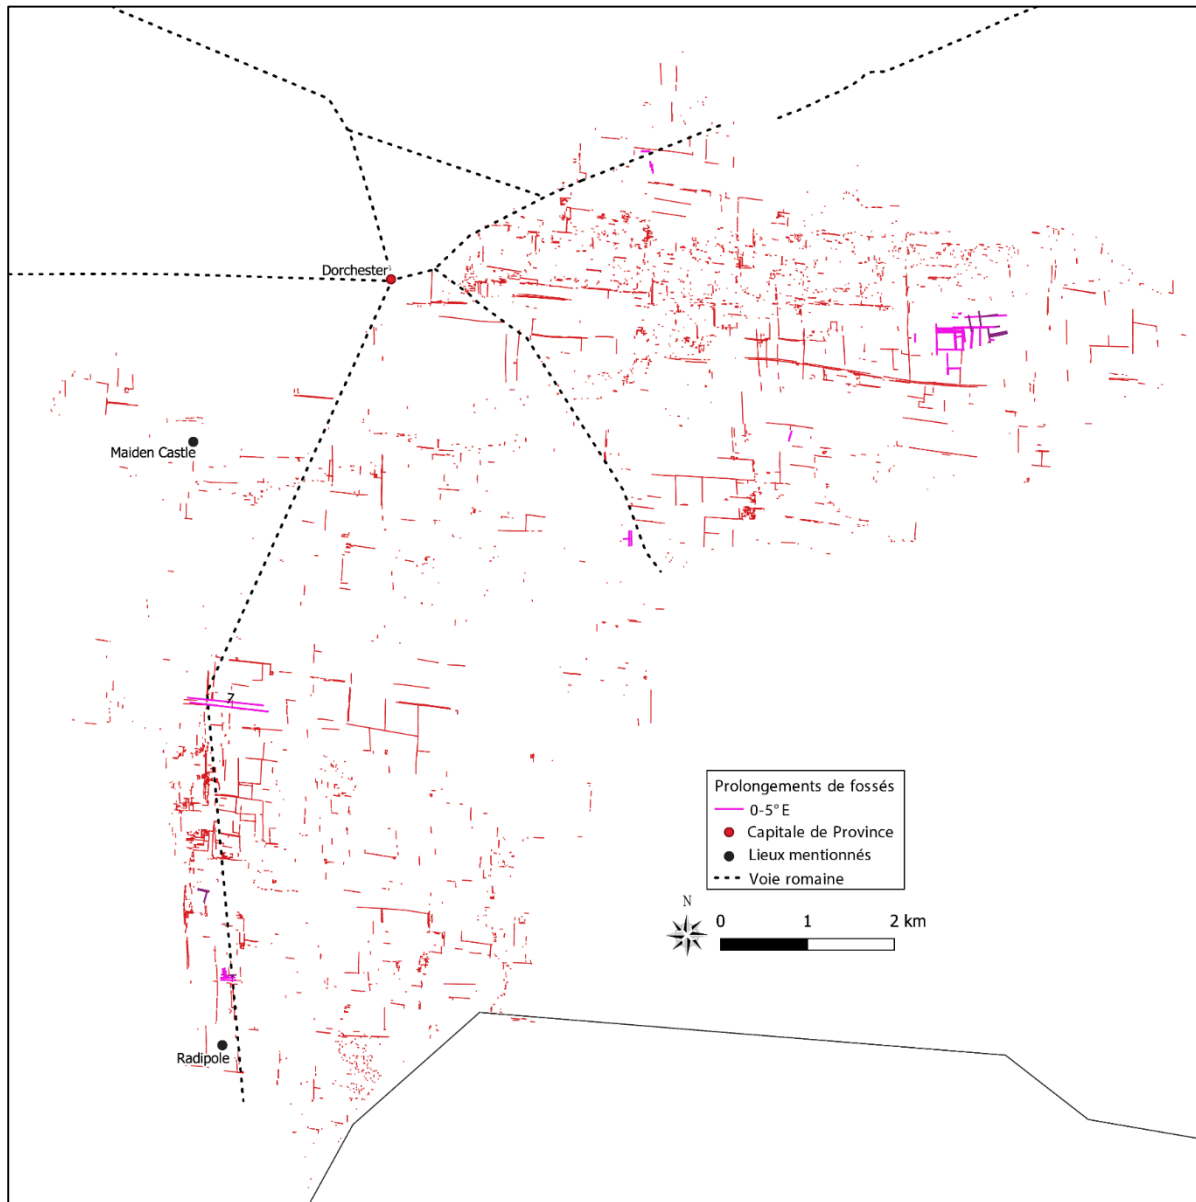 Dorchester
Maiden Castle
7
Prolongements de fossés
0-5° E
Capitale de Province
Lieux mentionnés
Voie romaine
N
0 1 2 km
Radipole